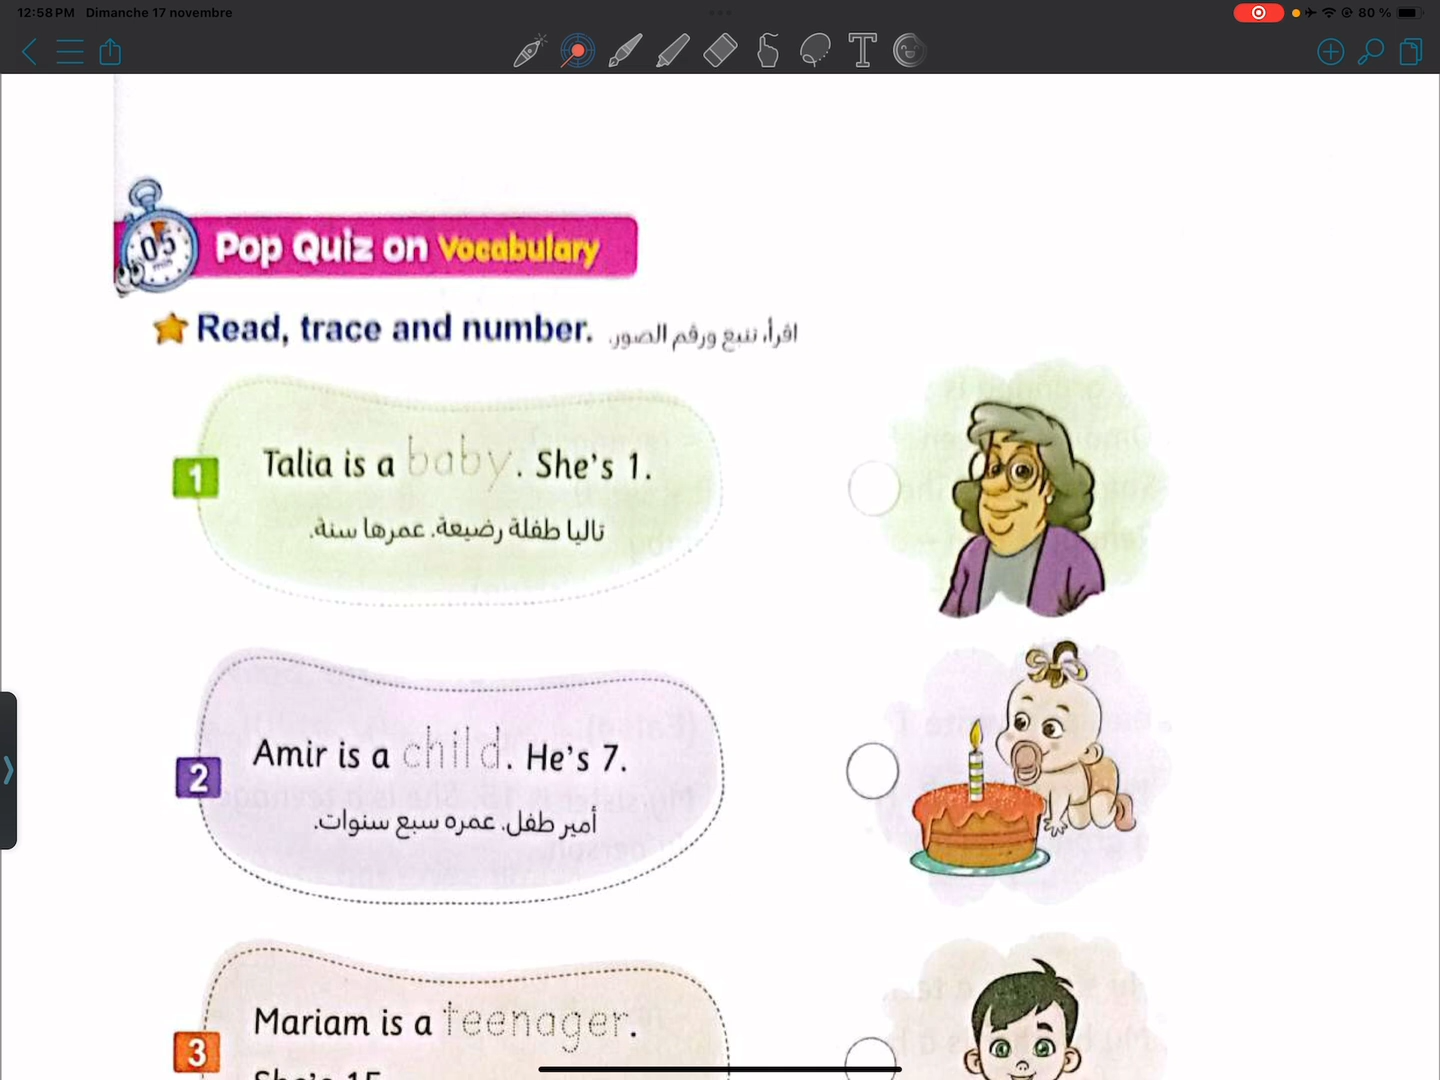 12:58 PM Dimanche 17 novembre
80 %
05
Pop Quiz on Vocabulary
Read, trace and number. اقرأ، تتبع ورقم الصور.
1
Talia is a baby. She's 1.
تاليا طفلة رضيعة. عمرها سنة.
2
Amir is a child. He's 7.
أمير طفل. عمره سبع سنوات.
3
Mariam is a teenager.
She's 15